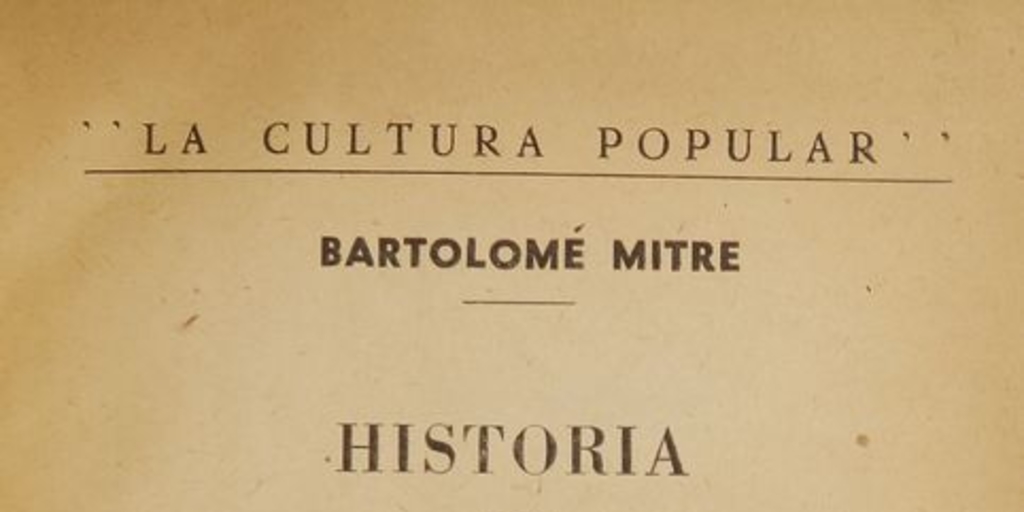 ``LA CULTURA POPULAR''
BARTOLOMÉ MITRE
HISTORIA